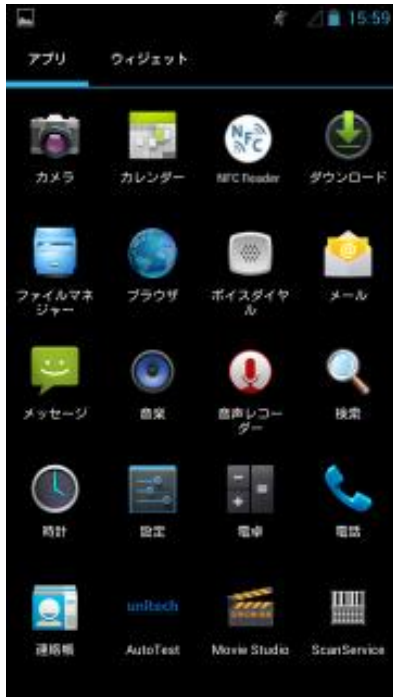 15:59
アプリ ウィジェット
カメラ カレンダー NFC Reader ダウンロード
ファイルマネ
ジャー
ブラウザ
ボイスダイヤ
ル
メール
メッセージ 音楽
音声レコー
ダー
検索
時計 設定 電卓 電話
unitech
連絡帳 AutoTest Movie Studio ScanService